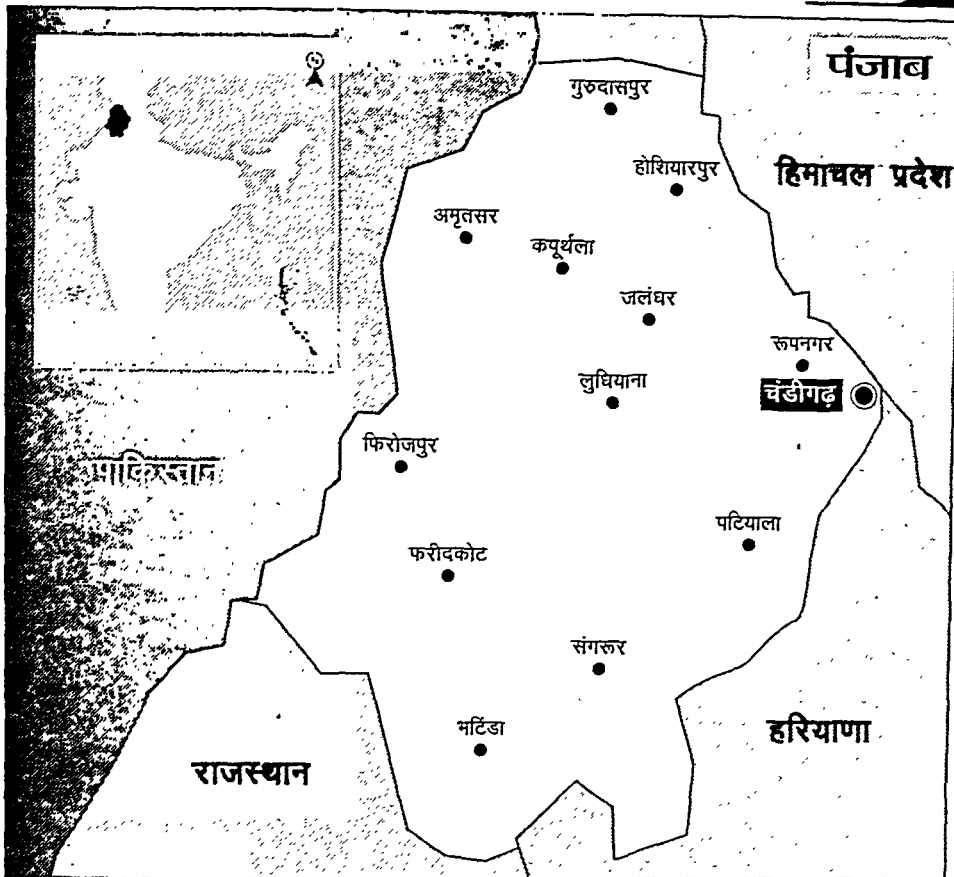 पंजाब
गुरुदासपुर
होशियारपुर
हिमाचल प्रदेश
अमृतसर
कपूर्थला
जलंधर
रूपनगर
लुधियाना
चंडीगढ़
फिरोजपुर
पाकिस्तान
पटियाला
फरीदकोट
संगरूर
भटिंडा
हरियाणा
राजस्थान